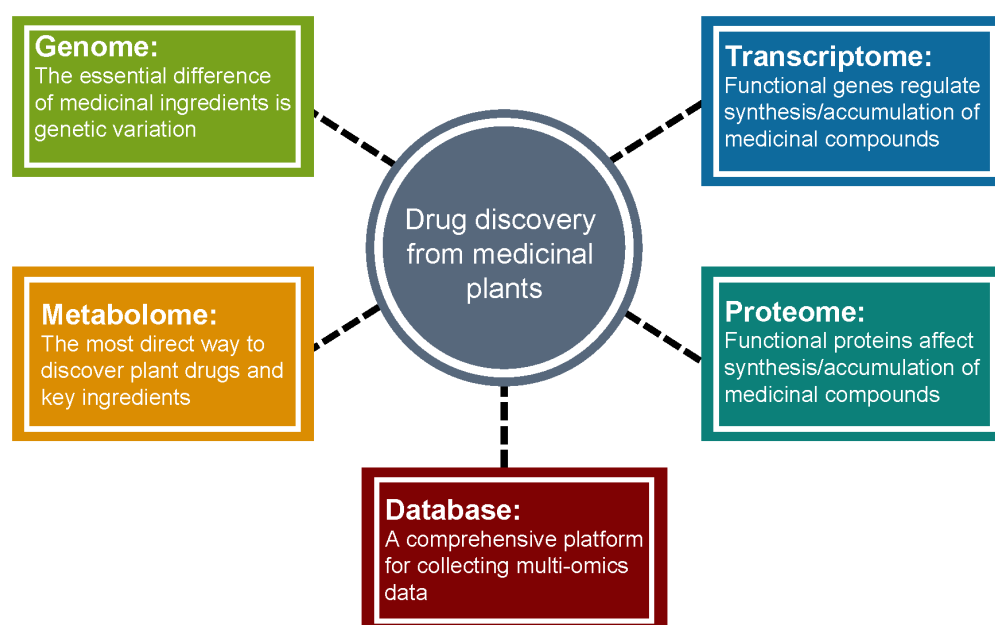 Genome:
The essential difference
of medicinal ingredients is
genetic variation
Transcriptome:
Functional genes regulate
synthesis/accumulation of
medicinal compounds
Drug discovery
from medicinal
plants
Metabolome:
The most direct way to
discover plant drugs and
key ingredients
Proteome:
Functional proteins affect
synthesis/accumulation of
medicinal compounds
Database:
A comprehensive platform
for collecting multi-omics
data